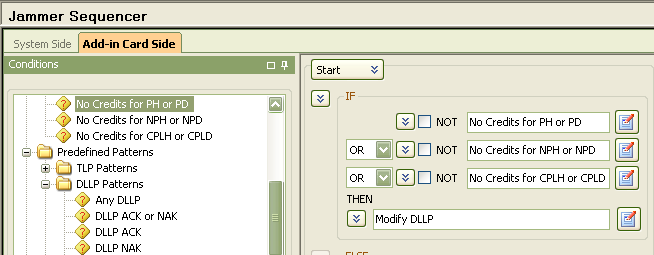 Jammer Sequencer
System Side
Add-in Card Side
Conditions
No Credits for PH or PD
No Credits for NPH or NPD
No Credits for CPLH or CPLD
Predefined Patterns
TLP Patterns
DLLP Patterns
Any DLLP
DLLP ACK or NAK
DLLP ACK
DLLP NAK
Start
IF
NOT No Credits for PH or PD
OR NOT No Credits for NPH or NPD
OR NOT No Credits for CPLH or CPLD
THEN
Modify DLLP
ELSE